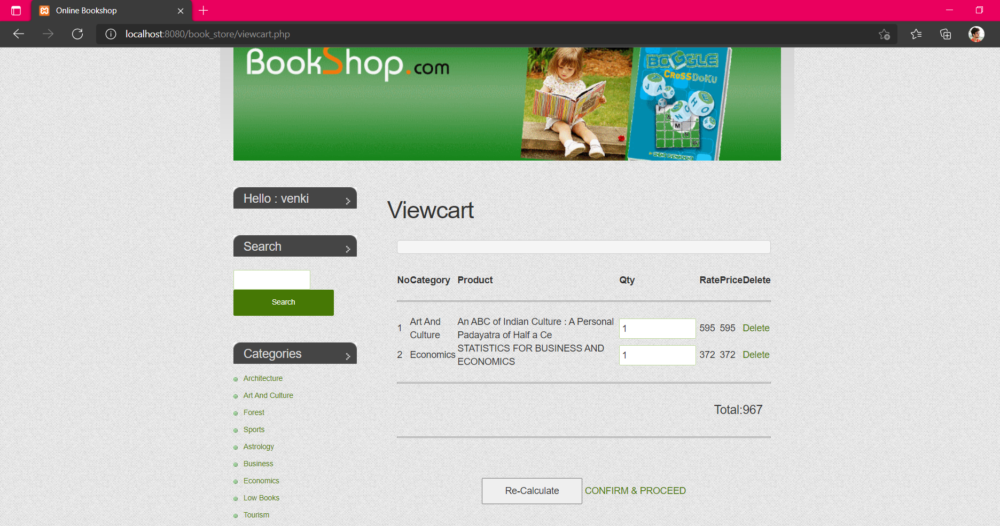 Online Bookshop
localhost:8080/book_store/viewcart.php
BookShop.com
BOGGLE
CROSSDOKU
Hello : venki
Viewcart
Search
Search
No Category Product Qty Rate Price Delete
1 Art And Culture An ABC of Indian Culture : A Personal Padayatra of Half a Ce 1 595 595 Delete
2 Economics STATISTICS FOR BUSINESS AND ECONOMICS 1 372 372 Delete
Total:967
Re-Calculate CONFIRM & PROCEED
Categories
Architecture
Art And Culture
Forest
Sports
Astrology
Business
Economics
Low Books
Tourism